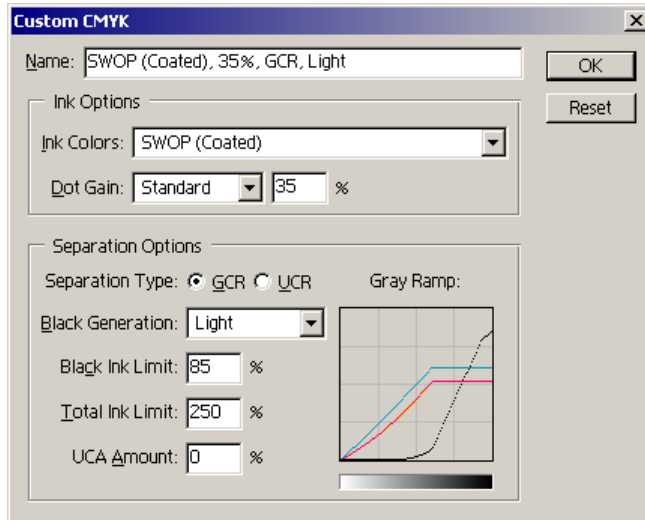 Custom CMYK
Name: SWOP (Coated), 35%, GCR, Light
OK
Reset
Ink Options
Ink Colors: SWOP (Coated)
Dot Gain: Standard 35 %
Separation Options
Separation Type: GCR UCR
Gray Ramp:
Black Generation: Light
Black Ink Limit: 85 %
Total Ink Limit: 250 %
UCA Amount: 0 %